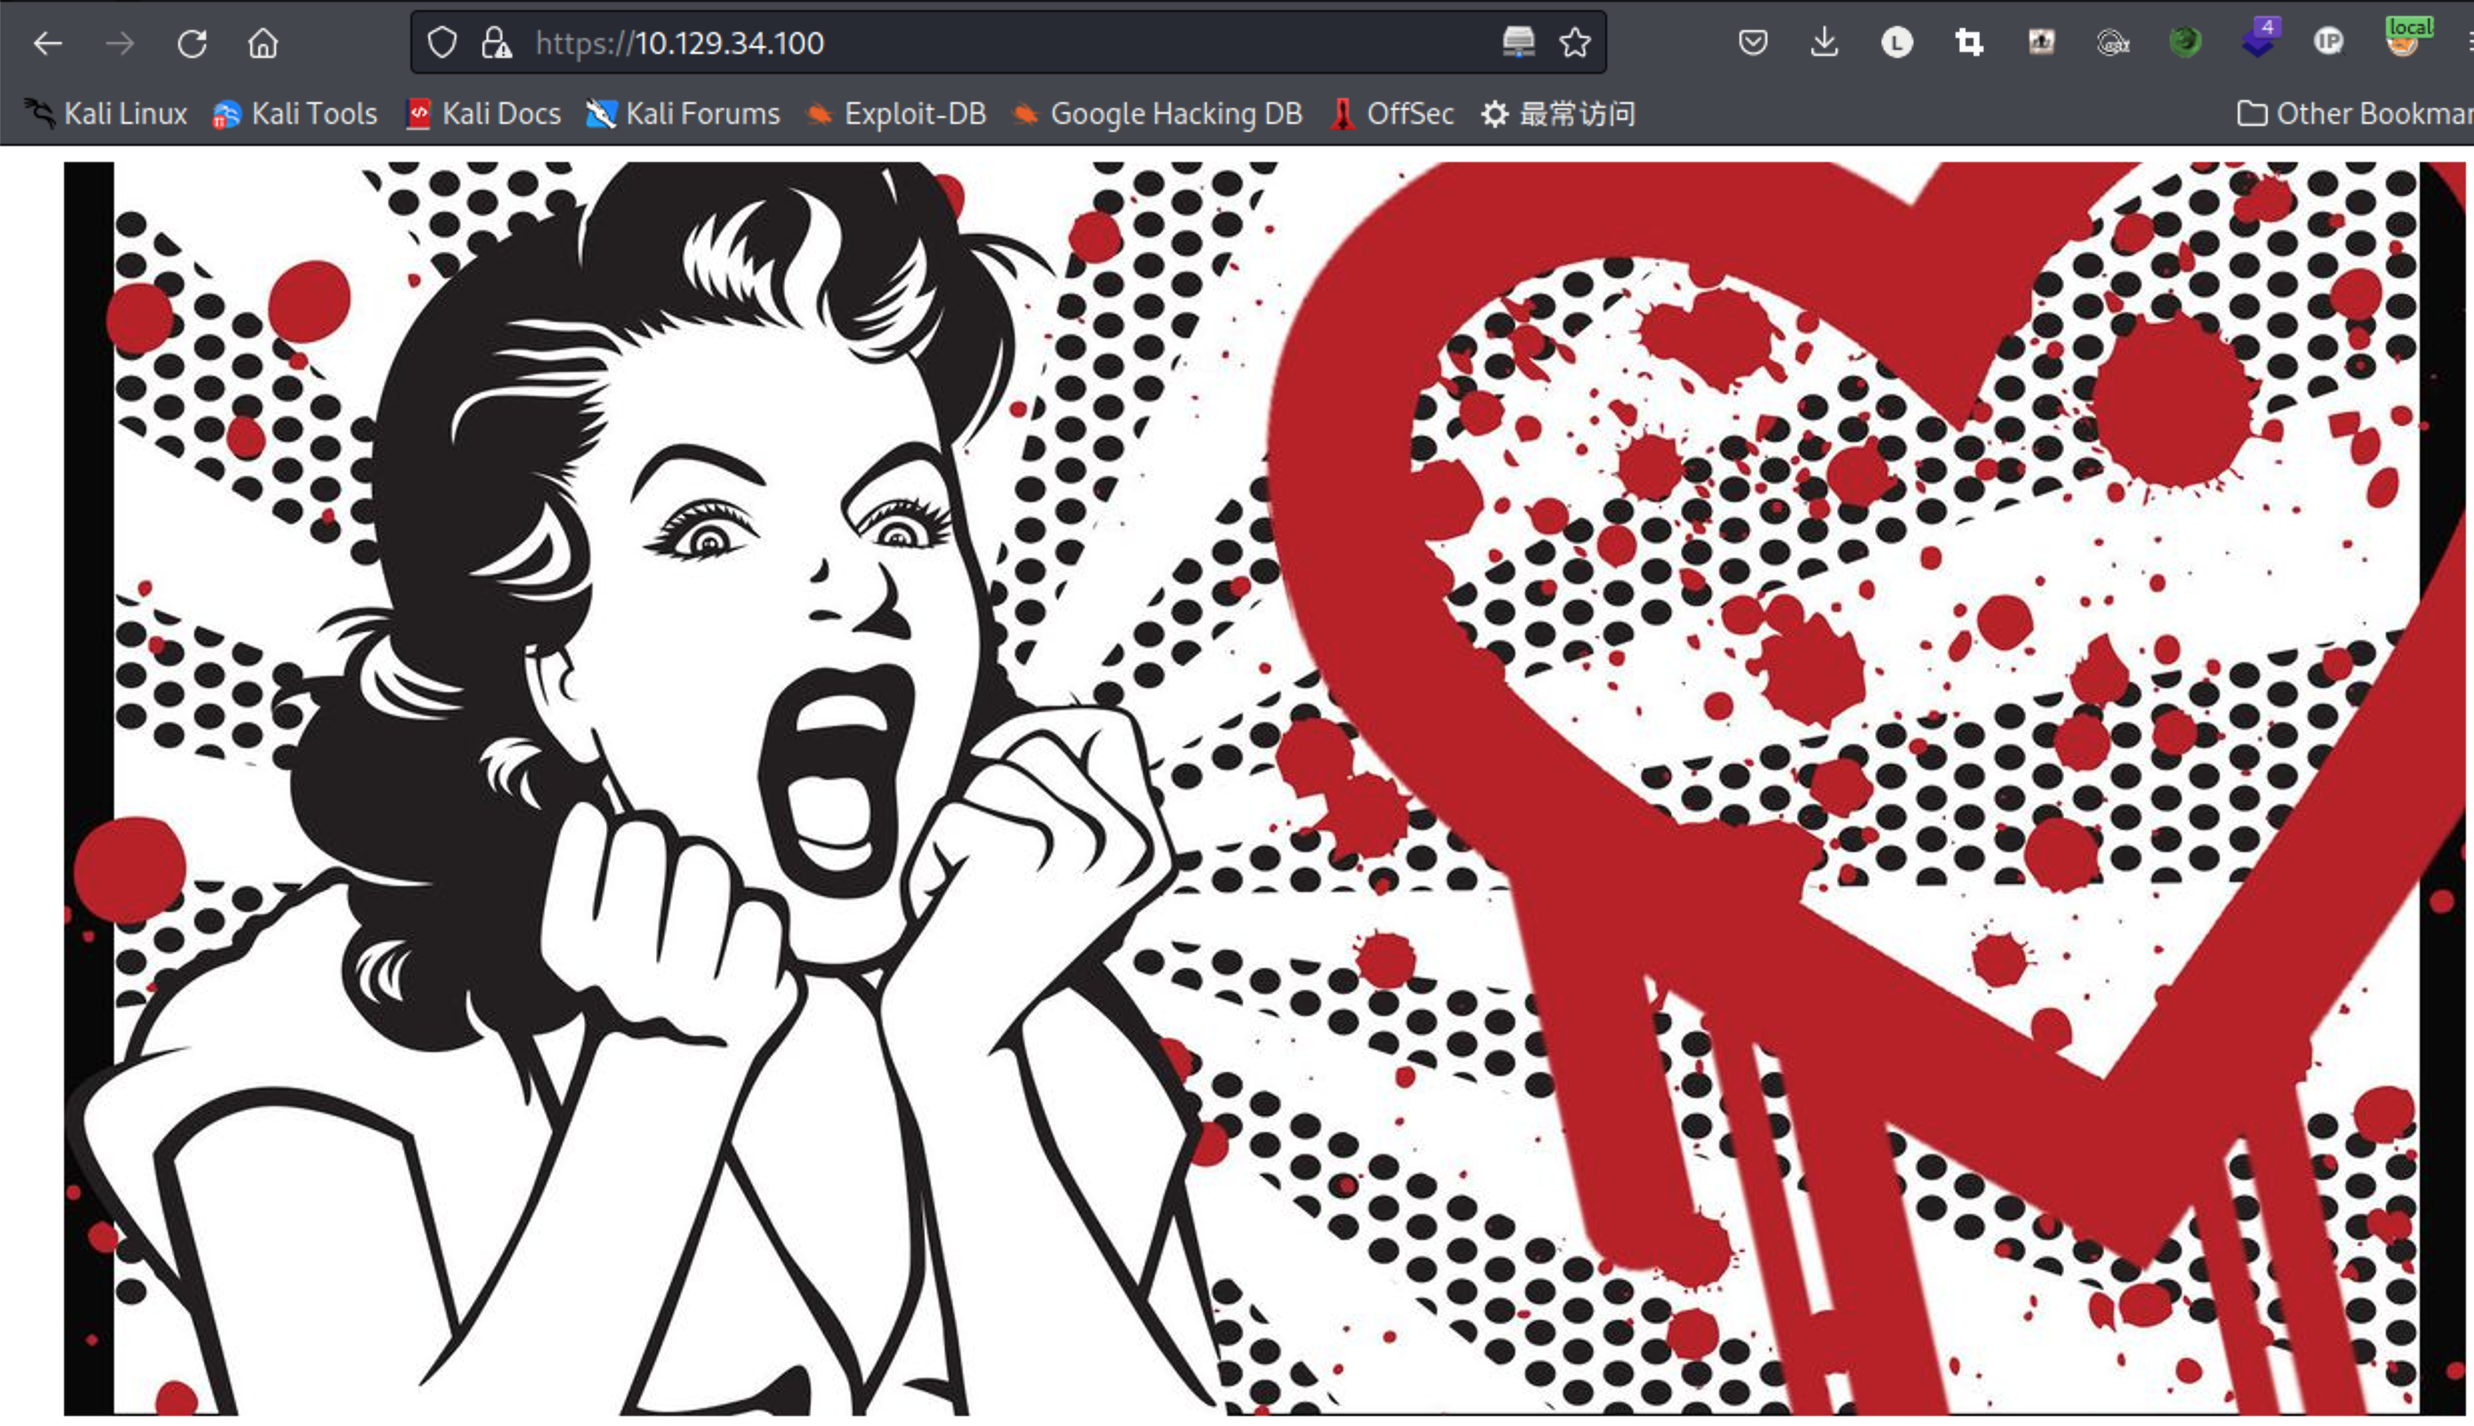 https://10.129.34.100
4
L
IP
local
Kali Linux Kali Tools Kali Docs Kali Forums Exploit-DB Google Hacking DB OffSec 最常访问 Other Bookmar